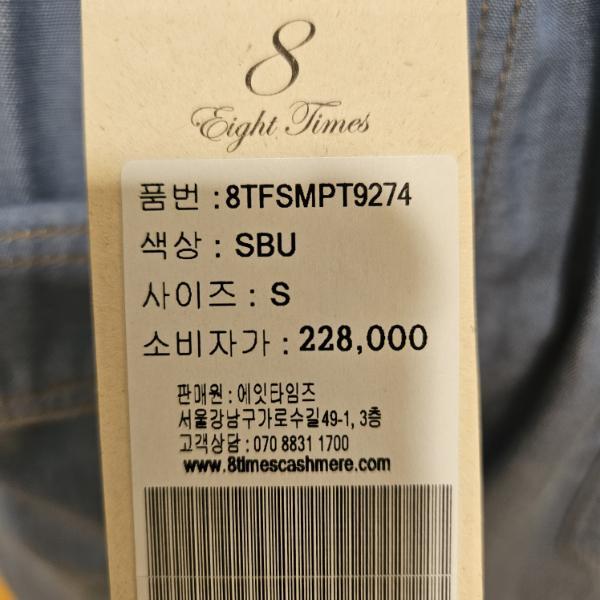 8
Eight Times
품번 : 8TFSMPT9274
색상 : SBU
사이즈 : S
소비자가 : 228,000
판매원 : 에잇타임즈
서울강남구가로수길49-1, 3층
고객상담 : 070 8831 1700
www.8timescashmere.com